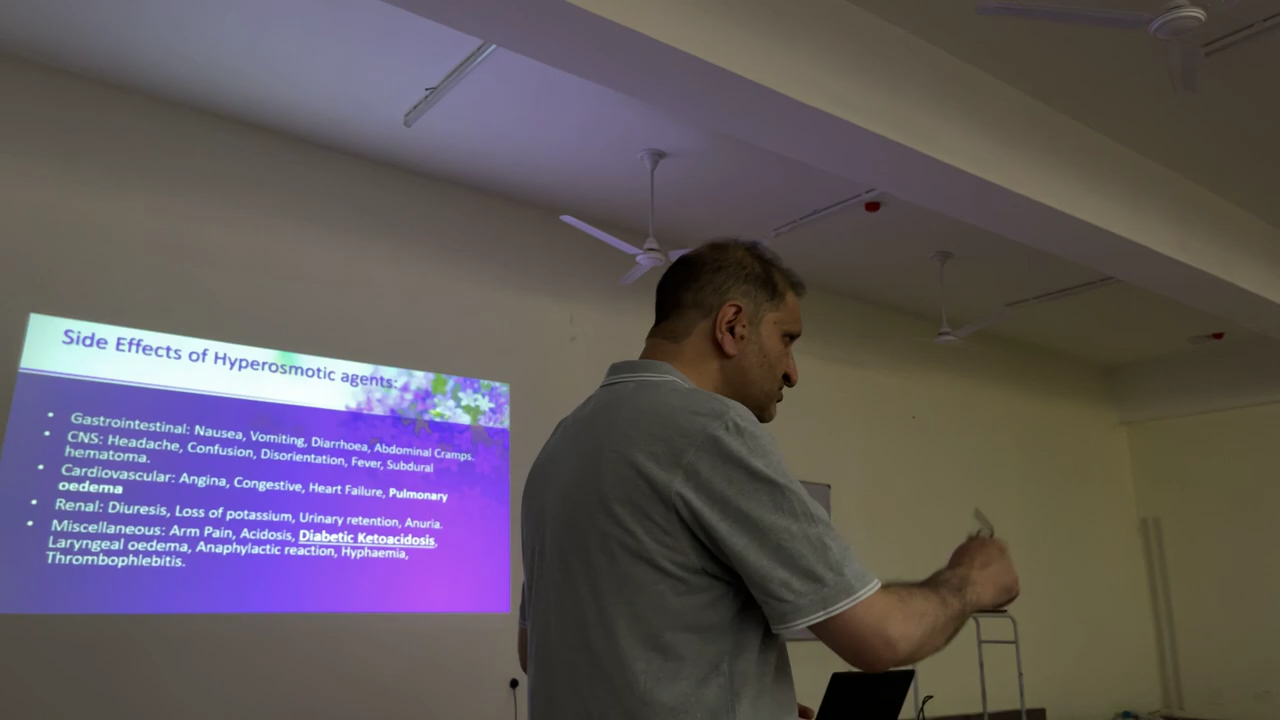 Side Effects of Hyperosmotic agents:
• Gastrointestinal: Nausea, Vomiting, Diarrhoea, Abdominal Cramps.
• CNS: Headache, Confusion, Disorientation, Fever, Subdural
hematoma.
• Cardiovascular: Angina, Congestive, Heart Failure, Pulmonary
oedema
• Renal: Diuresis, Loss of potassium, Urinary retention, Anuria.
• Miscellaneous: Arm Pain, Acidosis, Diabetic Ketoacidosis,
Laryngeal oedema, Anaphylactic reaction, Hyphaemia,
Thrombophlebitis.